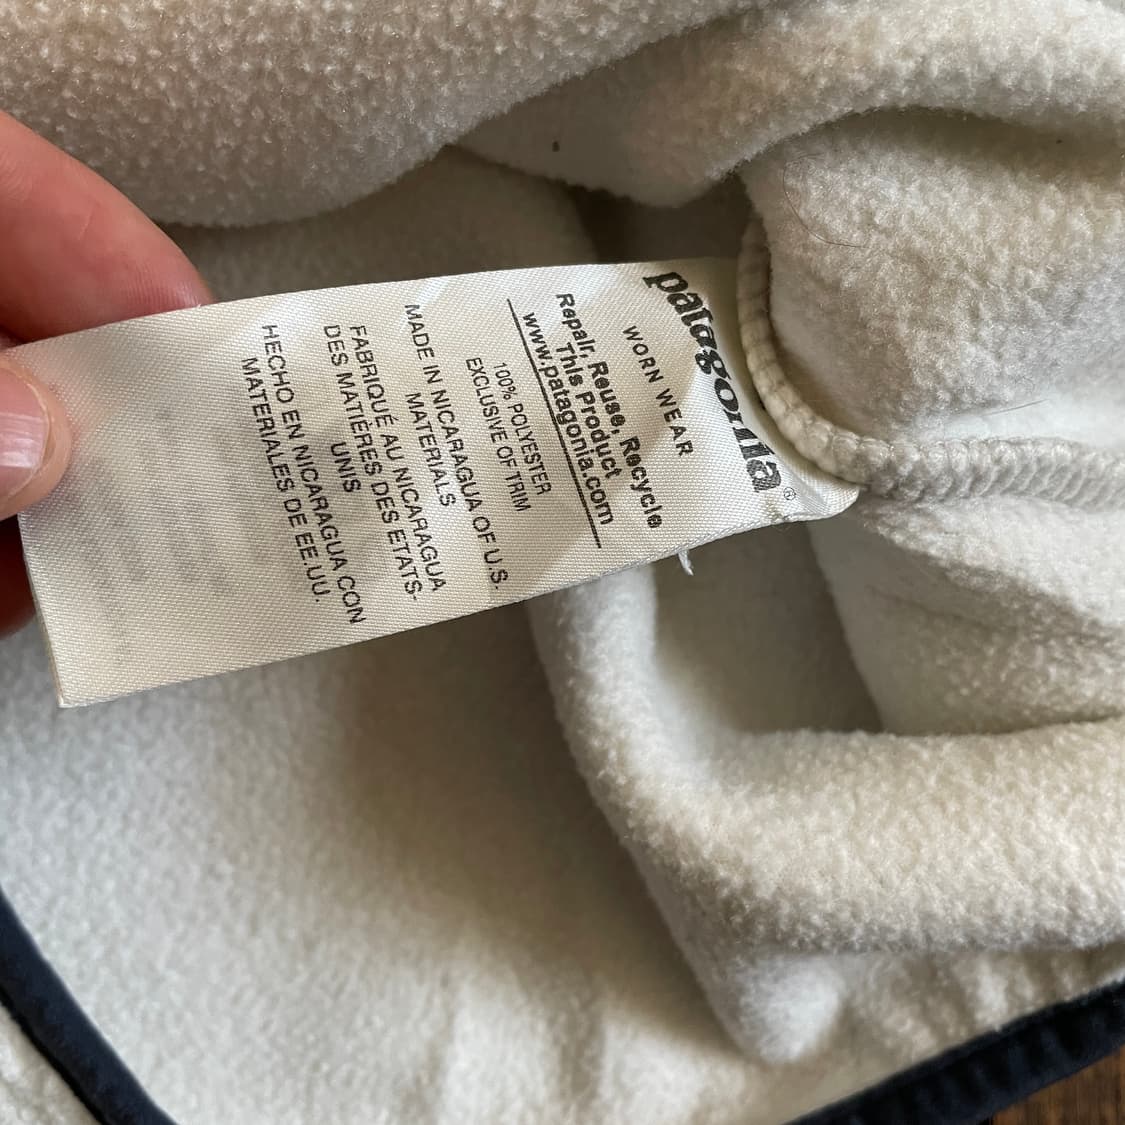 patagonia®
WORN WEAR
Repair, Reuse, Recycle
This Product
www.patagonia.com
100% POLYESTER
EXCLUSIVE OF TRIM
MADE IN NICARAGUA OF U.S.
MATERIALS
FABRIQUÉ AU NICARAGUA
DES MATIÈRES DES ETATS-
UNIS
HECHO EN NICARAGUA CON
MATERIALES DE EE.UU.